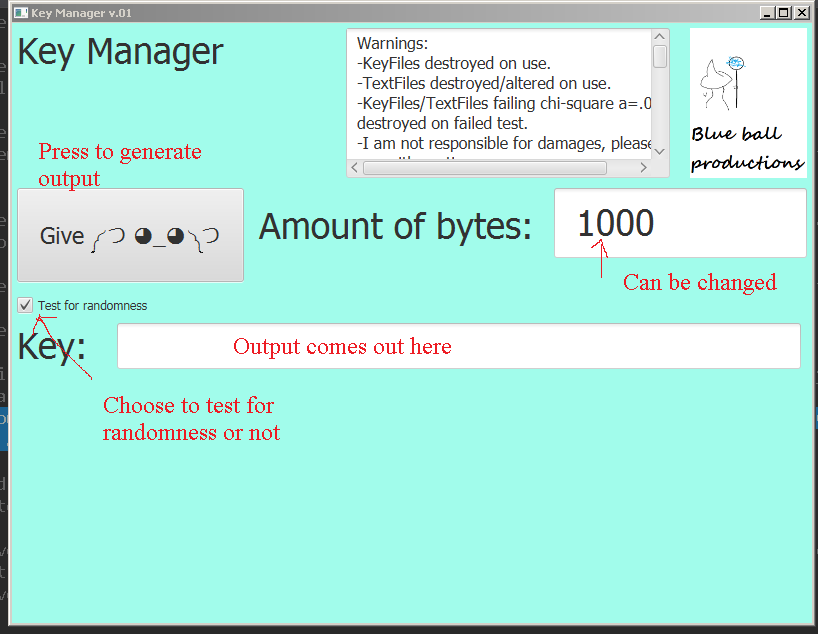 Key Manager v.01
Key Manager
Warnings:
-KeyFiles destroyed on use.
-TextFiles destroyed/altered on use.
-KeyFiles/TextFiles failing chi-square a=.0
destroyed on failed test.
-I am not responsible for damages, please
Blue ball
productions
Press to generate
output
Give ༼つ ◕_◕༽つ
Amount of bytes:
1000
Can be changed
Test for randomness
Key:
Output comes out here
Choose to test for
randomness or not